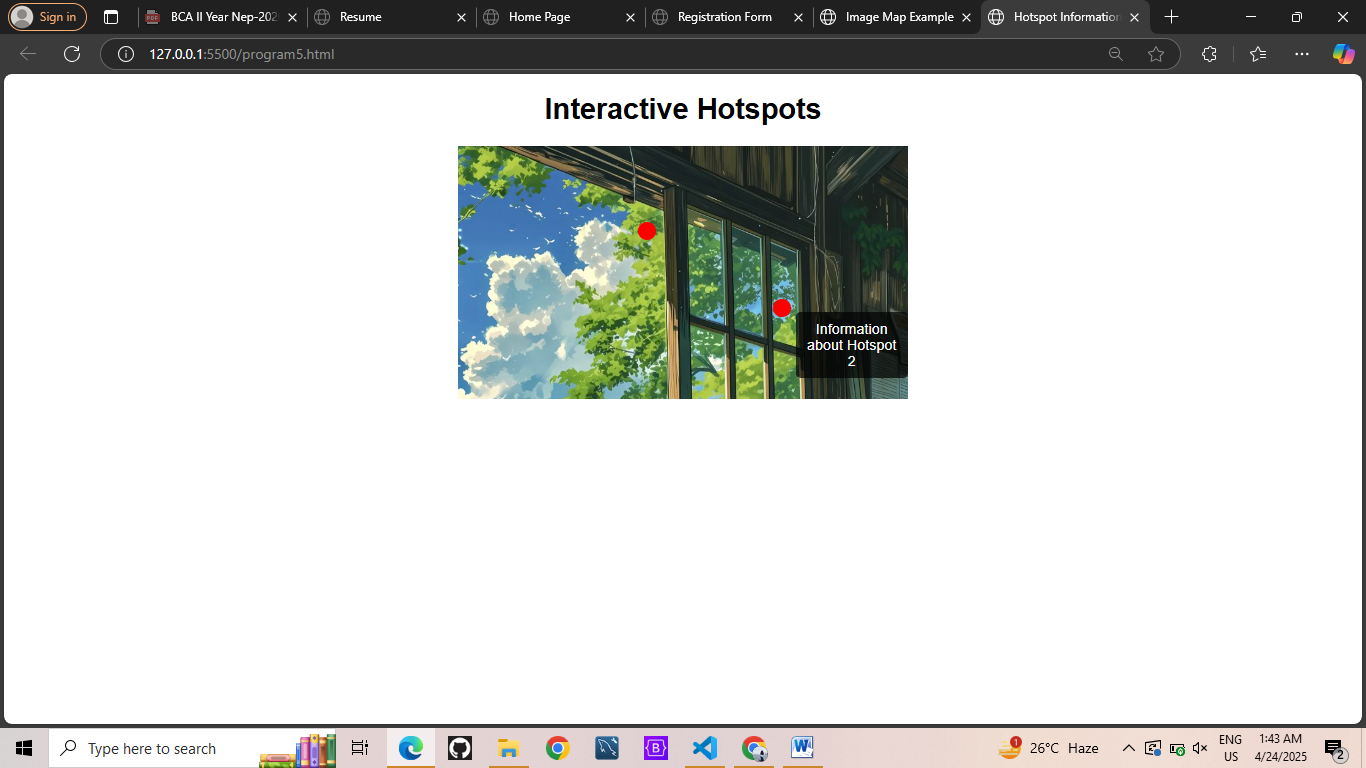 Sign in
BCA II Year Nep-202
Resume
Home Page
Registration Form
Image Map Example
Hotspot Information
127.0.0.1:5500/program5.html
Interactive Hotspots
Information
about Hotspot
2
Type here to search
B
W
1
26°C Haze
ENG
US
1:43 AM
4/24/2025
2